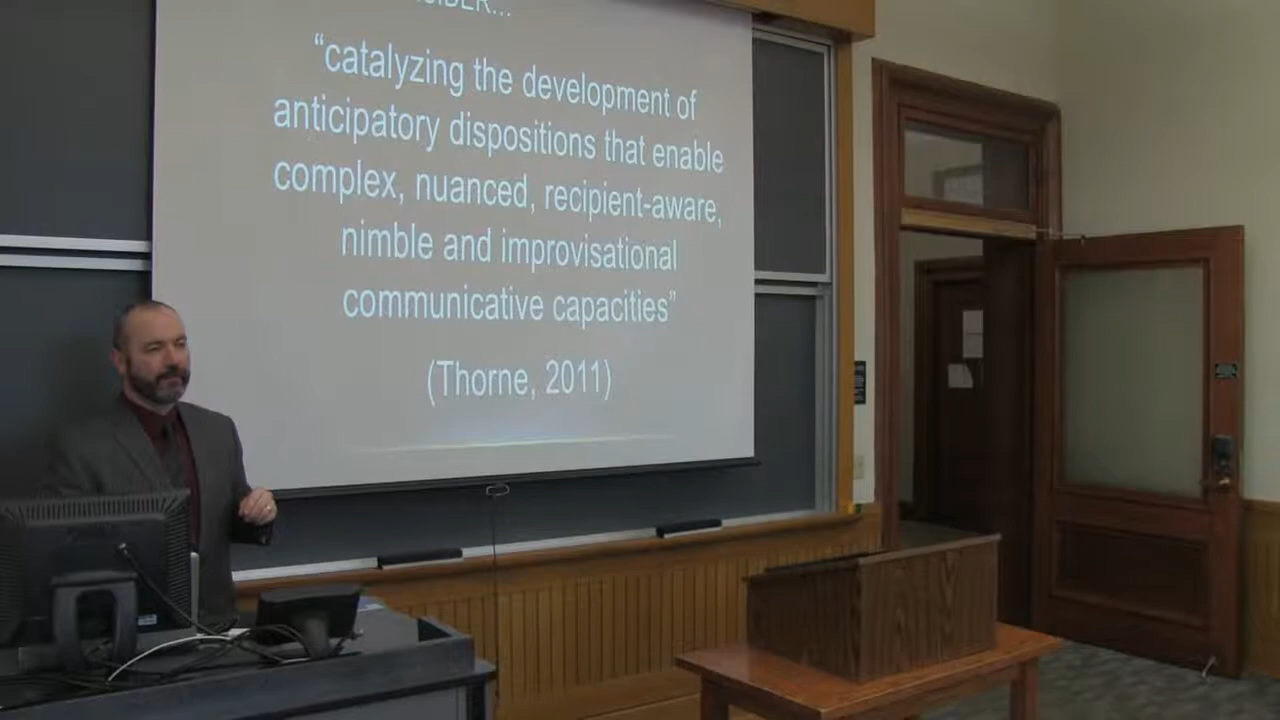 “catalyzing the development of
anticipatory dispositions that enable
complex, nuanced, recipient-aware,
nimble and improvisational
communicative capacities”
(Thorne, 2011)